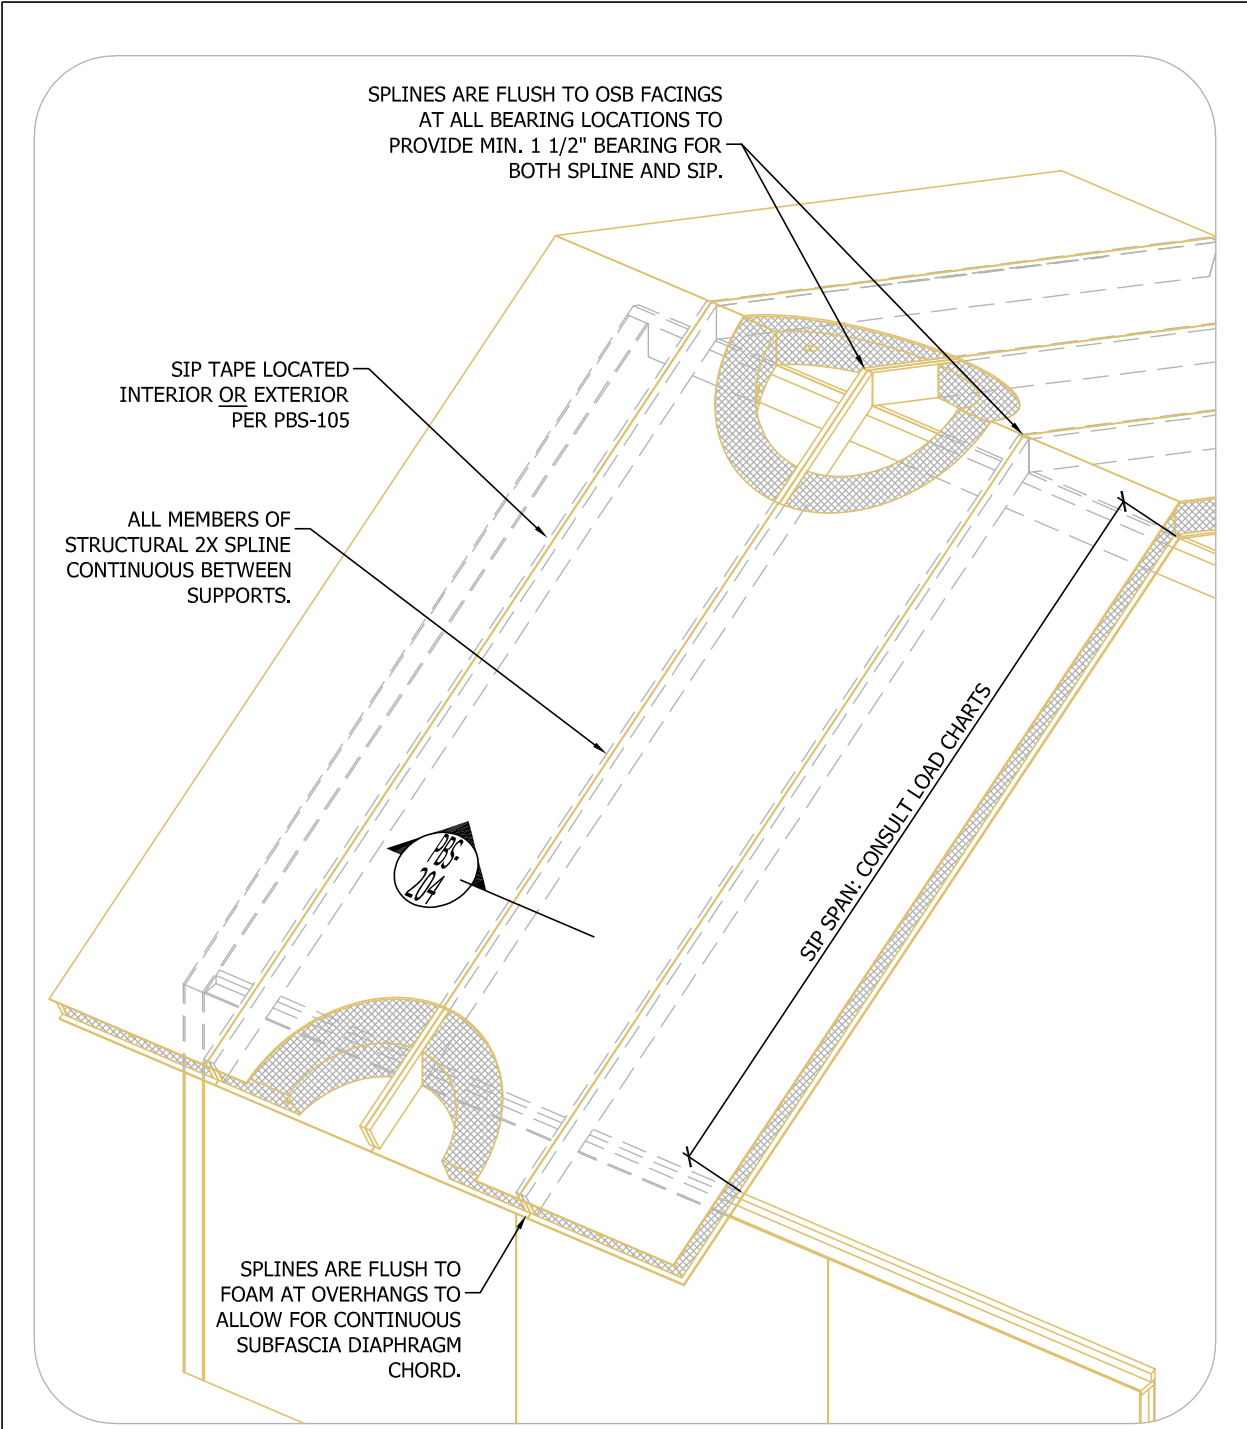 SPLINES ARE FLUSH TO OSB FACINGS
AT ALL BEARING LOCATIONS TO
PROVIDE MIN. 1 1/2" BEARING FOR
BOTH SPLINE AND SIP.
SIP TAPE LOCATED
INTERIOR OR EXTERIOR
PER PBS-105
ALL MEMBERS OF
STRUCTURAL 2X SPLINE
CONTINUOUS BETWEEN
SUPPORTS.
PBS-
204
SIP SPAN: CONSULT LOAD CHARTS
SPLINES ARE FLUSH TO
FOAM AT OVERHANGS TO
ALLOW FOR CONTINUOUS
SUBFASCIA DIAPHRAGM
CHORD.